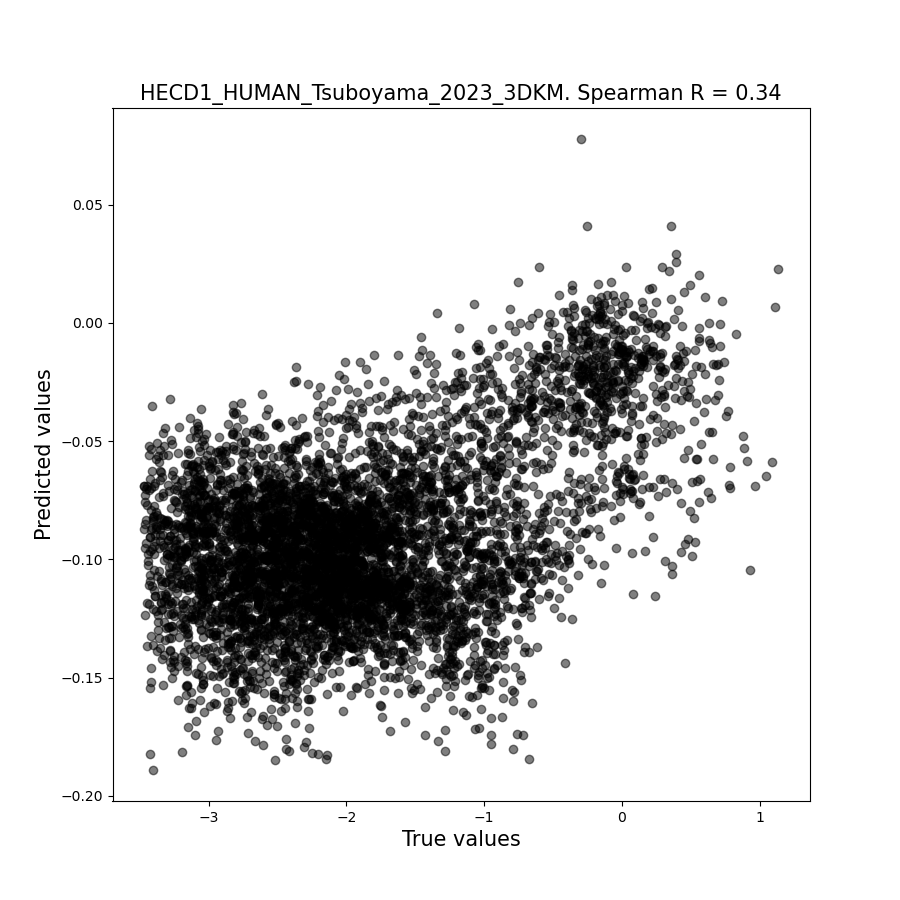 HECD1_HUMAN_Tsuboyama_2023_3DKM. Spearman R = 0.34
0.05
0.00
−0.05
−0.10
−0.15
−0.20
Predicted values
−3 −2 −1 0 1
True values